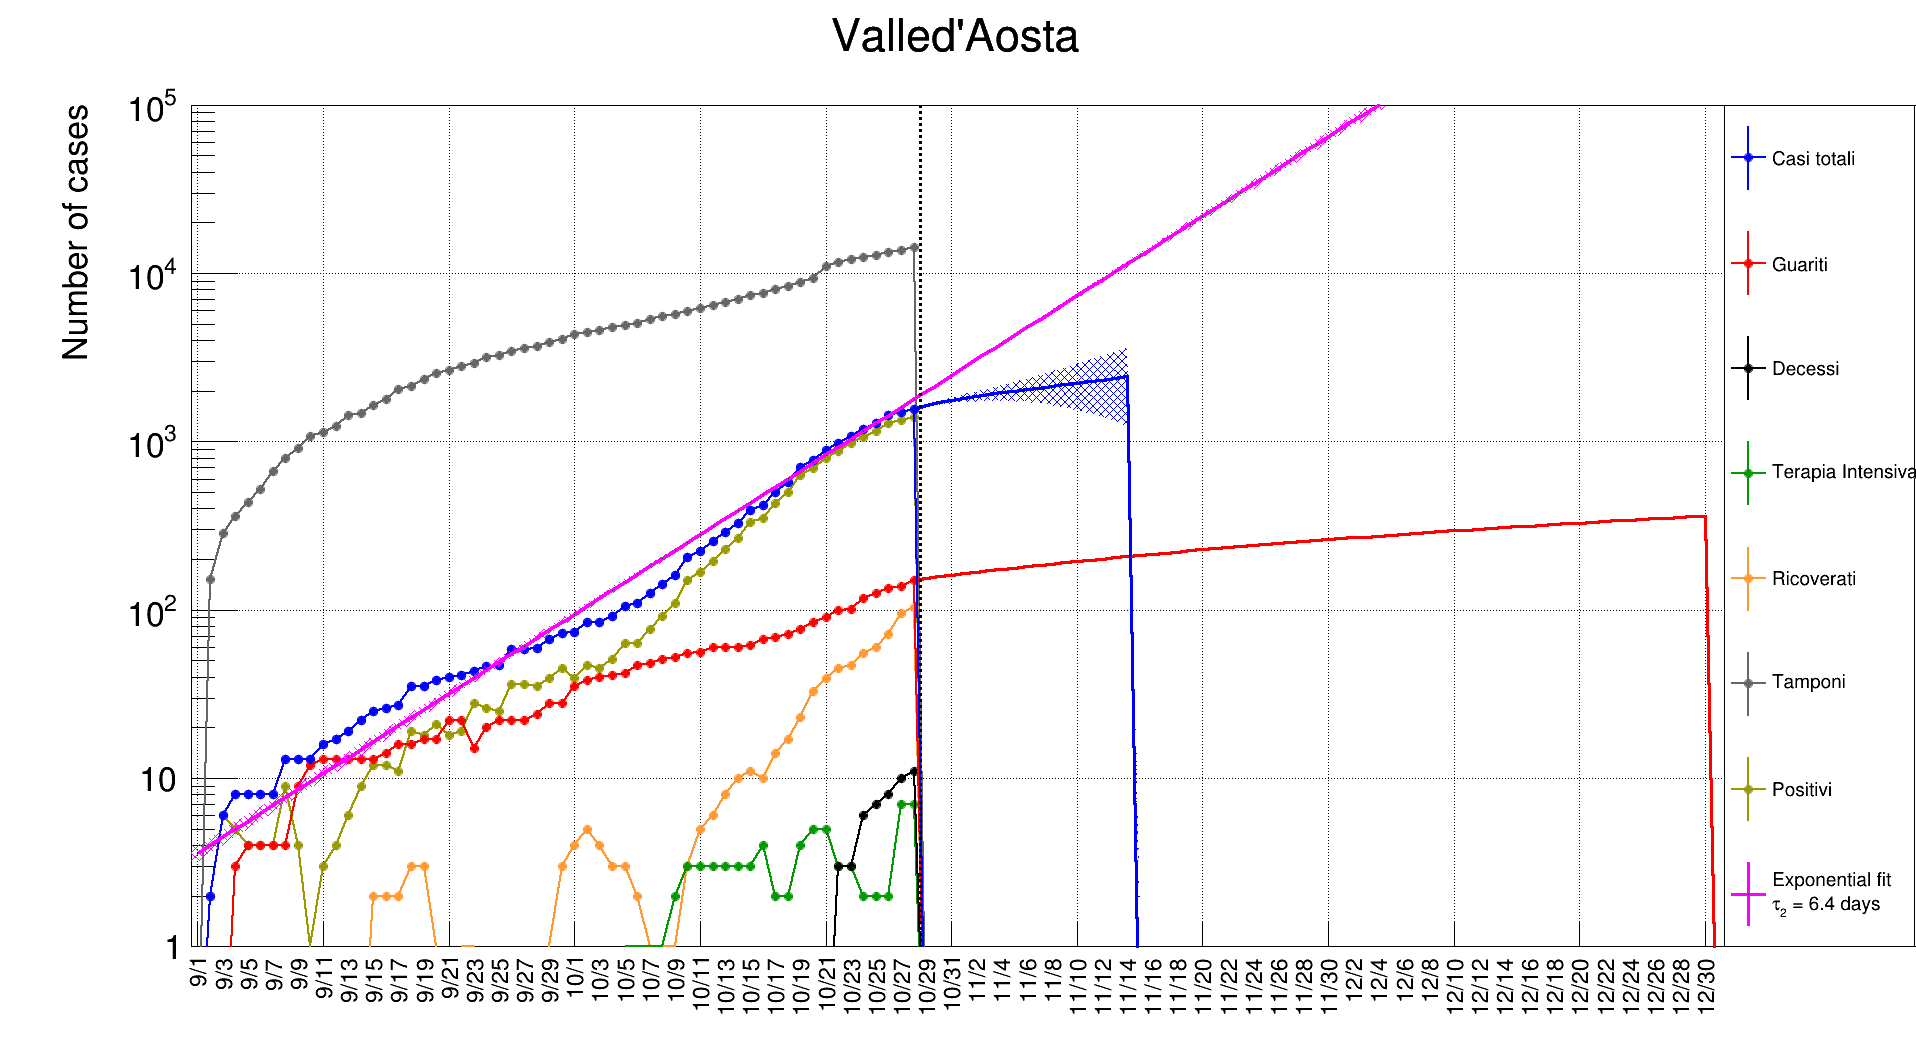 Valled'Aosta
Number of cases
10^5
10^4
10^3
10^2
10
1
9/1 9/3 9/5 9/7 9/9 9/11 9/13 9/15 9/17 9/19 9/21 9/23 9/25 9/27 9/29 10/1 10/3 10/5 10/7 10/9 10/11 10/13 10/15 10/17 10/19 10/21 10/23 10/25 10/27 10/29 10/31 11/2 11/4 11/6 11/8 11/10 11/12 11/14 11/16 11/18 11/20 11/22 11/24 11/26 11/28 11/30 12/2 12/4 12/6 12/8 12/10 12/12 12/14 12/16 12/18 12/20 12/22 12/24 12/26 12/28 12/30
Casi totali
Guariti
Decessi
Terapia Intensiva
Ricoverati
Tamponi
Positivi
Exponential fit
τ_2 = 6.4 days